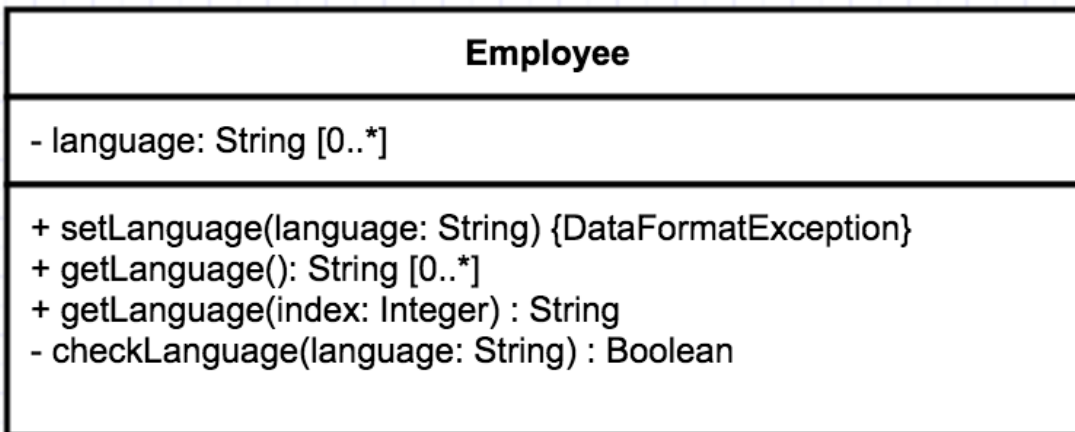 Employee
- language: String [0..*]
+ setLanguage(language: String) {DataFormatException}
+ getLanguage(): String [0..*]
+ getLanguage(index: Integer) : String
- checkLanguage(language: String) : Boolean